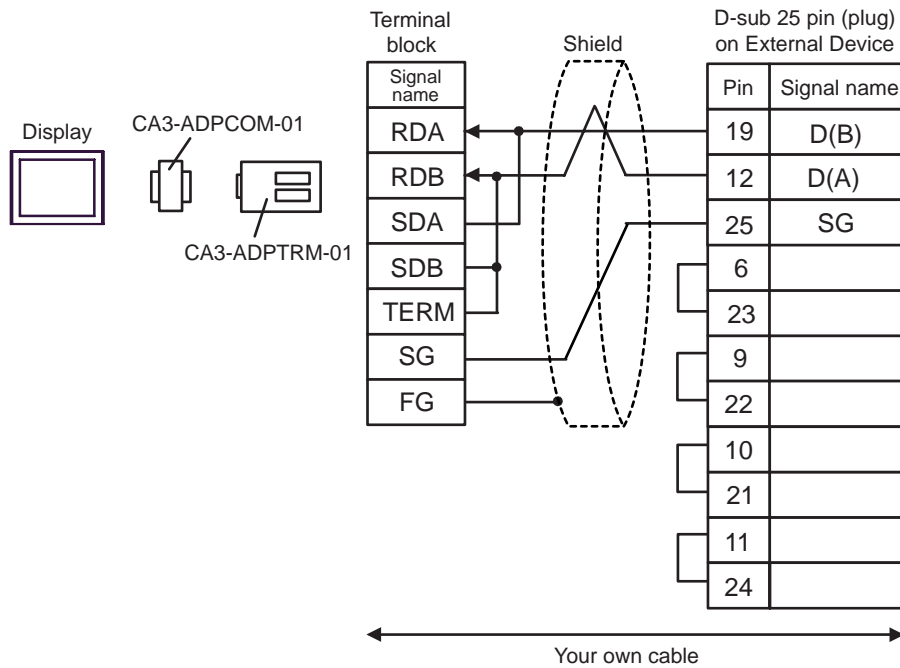 Display
CA3-ADPCOM-01
CA3-ADPTRM-01
Terminal
block
Signal
name
RDA
RDB
SDA
SDB
TERM
SG
FG
Shield
D-sub 25 pin (plug)
on External Device
Pin Signal name
19 D(B)
12 D(A)
25 SG
6
23
9
22
10
21
11
24
Your own cable